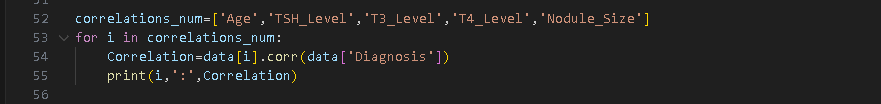 52 correlations_num=['Age','TSH_Level','T3_Level','T4_Level','Nodule_Size']
53 for i in correlations_num:
54     Correlation=data[i].corr(data['Diagnosis'])
55     print(i,':',Correlation)
56